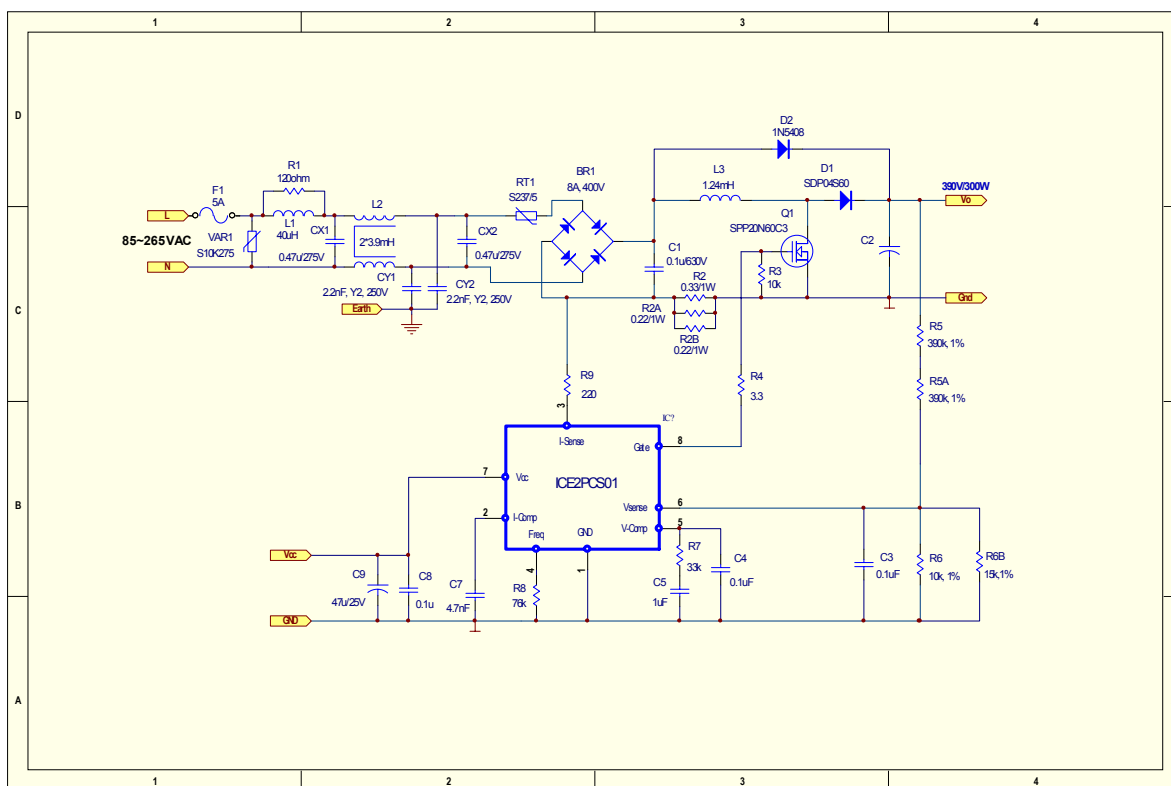 1 2 3 4
D
D2
1N5408
R1
120ohm
BR1
8A, 400V
L3
1.24mH
D1
SDP04S60
390V/300W
F1
5A
RT1
S237/5
L
L2
Vo
Q1
SPP20N60C3
85~265VAC
VAR1
S10K275
L1
40uH
CX1
0.47u/275V
2*3.9mH
CX2
0.47u/275V
C2
N
C1
0.1u/630V
R3
10k
CY1
2.2nF, Y2, 250V
CY2
2.2nF, Y2, 250V
R2
0.33/1W
Gnd
Earth
C
R2A
0.22/1W
R2B
0.22/1W
R5
390k, 1%
R9
220
R4
3.3
R5A
390k, 1%
3
IC?
I-Sense
Gate
8
7
Vcc
ICE2PCS01
B
2
I-Comp
Vsense
6
V-Comp
5
Freq
GND
4
1
Vcc
R7
33k
C4
0.1uF
C3
0.1uF
R6
10k, 1%
R6B
15k,1%
C9
47u/25V
C8
0.1u
C7
4.7nF
R8
76k
C5
1uF
GND
A
1 2 3 4